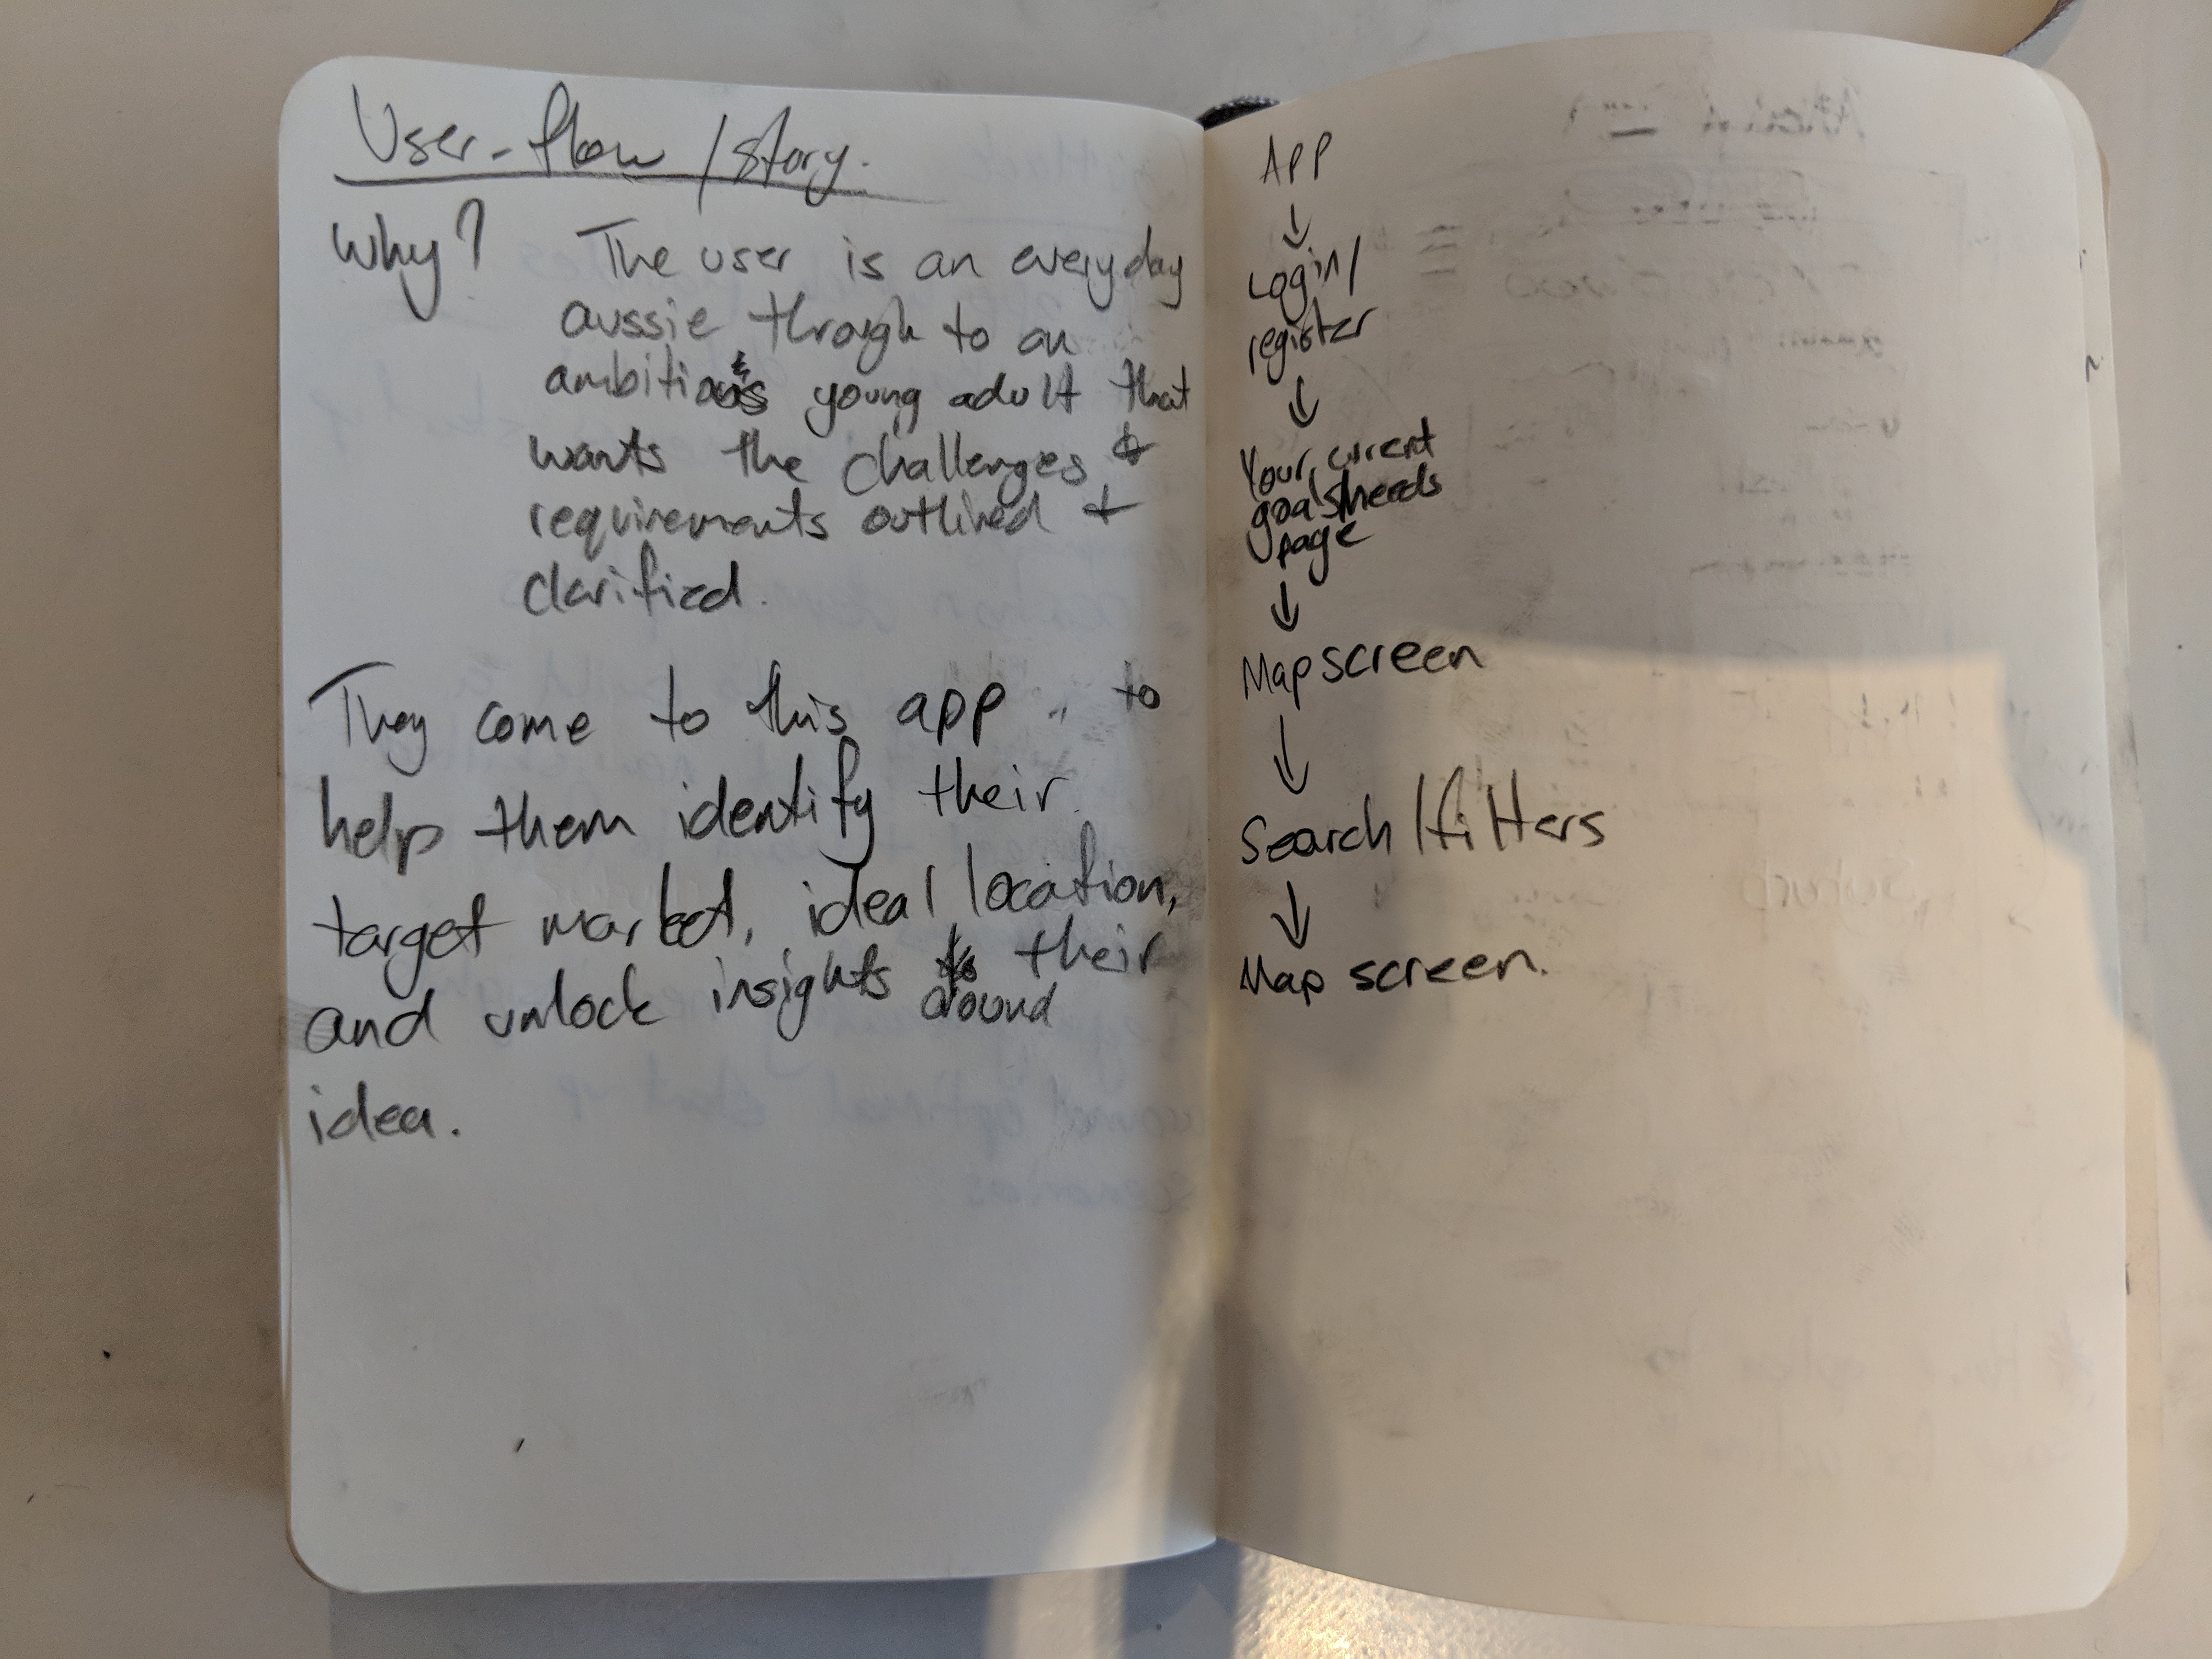 User-flow / story.
Why? The user is an everyday
aussie through to an
ambitious young adult that
wants the challenges &
requirements outlined +
clarified.
They come to this app .. to
help them identify their
target market, ideal location,
and unlock insights around their
idea.
App
↓
Login/
register
↓
Your current
goals/needs
page
↓
Map screen
↓
Search/filters
↓
Map screen.